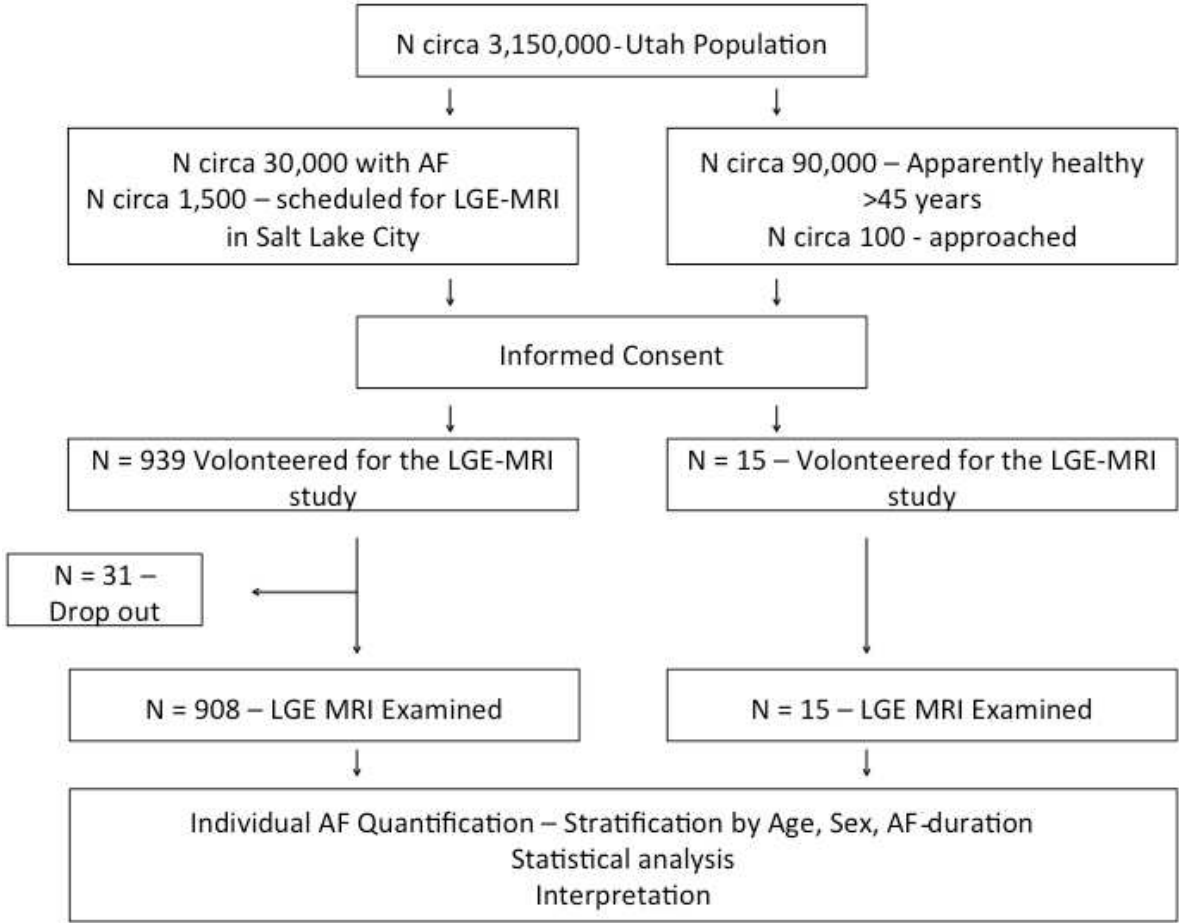 N circa 3,150,000-Utah Population
N circa 30,000 with AF
N circa 1,500 – scheduled for LGE-MRI
in Salt Lake City
N circa 90,000 – Apparently healthy
>45 years
N circa 100 - approached
Informed Consent
N = 939 Volonteered for the LGE-MRI
study
N = 15 – Volonteered for the LGE-MRI
study
N = 31 –
Drop out
N = 908 – LGE MRI Examined
N = 15 – LGE MRI Examined
Individual AF Quantification – Stratification by Age, Sex, AF-duration
Statistical analysis
Interpretation